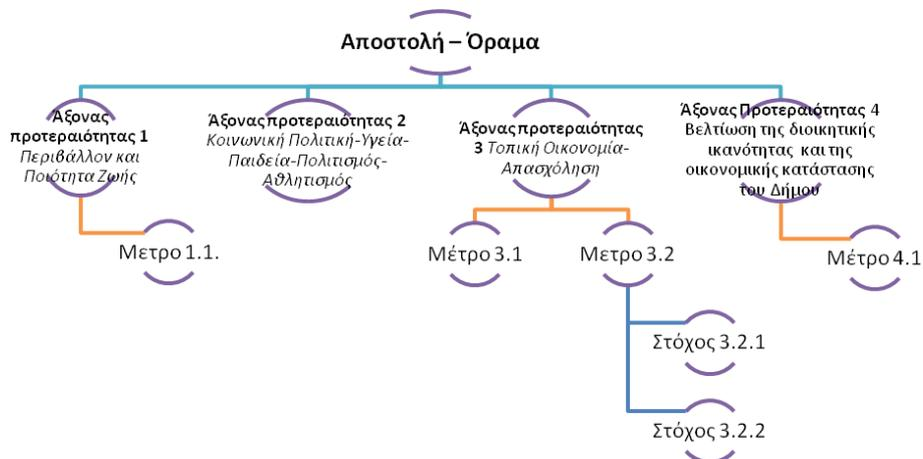 Αποστολή – Όραμα
Άξονας
προτεραιότητας 1
Περιβάλλον και
Ποιότητα Ζωής
Άξονας προτεραιότητας 2
Κοινωνική Πολιτική-Υγεία-
Παιδεία-Πολιτισμός-
Αθλητισμός
Άξονας προτεραιότητας
3 Τοπική Οικονομία-
Απασχόληση
Άξονας Προτεραιότητας 4
Βελτίωση της διοικητικής
ικανότητας και της
οικονομικής κατάστασης
του Δήμου
Μετρο 1.1.
Μέτρο 3.1
Μετρο 3.2
Μέτρο 4.1
Στόχος 3.2.1
Στόχος 3.2.2